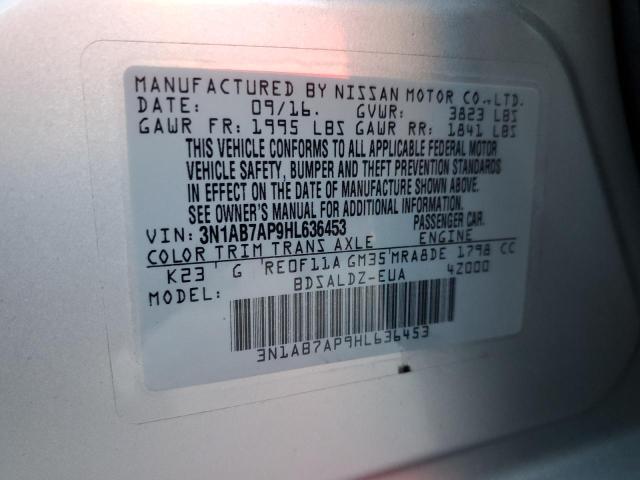 MANUFACTURED BY NISSAN MOTOR CO.,LTD.
DATE: 09/16. GVWR: 3823 LBS
GAWR FR: 1995 LBS GAWR RR: 1841 LBS
THIS VEHICLE CONFORMS TO ALL APPLICABLE FEDERAL MOTOR
VEHICLE SAFETY, BUMPER AND THEFT PREVENTION STANDARDS
IN EFFECT ON THE DATE OF MANUFACTURE SHOWN ABOVE.
SEE OWNER'S MANUAL FOR ADDITIONAL INFORMATION
VIN: 3N1AB7AP9HL636453 PASSENGER CAR.
COLOR TRIM TRANS AXLE ENGINE
K23 G 'RE0F11A GM35'MRA8DE 1798 CC
MODEL: BDSALDZ-EUA 4Z000
3N1AB7AP9HL636453